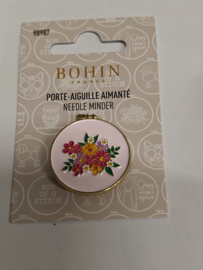 98987
BOHIN
FRANCE
PORTE-AIGUILLE AIMANTÉ
NEEDLE MINDER